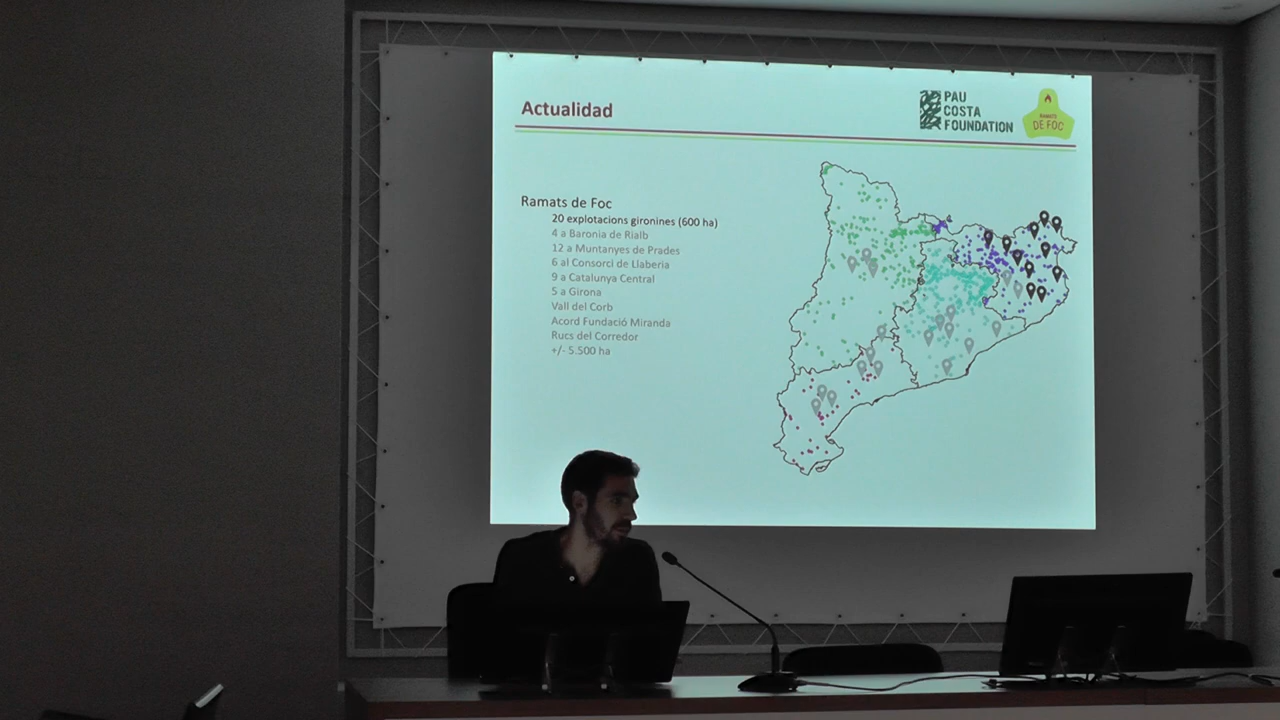 Actualidad
PAU
COSTA
FOUNDATION
RAMATS
DE FOC
Ramats de Foc
20 explotacions gironines (600 ha)
4 a Baronia de Rialb
12 a Muntanyes de Prades
6 al Consorci de Llaberia
9 a Catalunya Central
5 a Girona
Vall del Corb
Acord Fundació Miranda
Rucs del Corredor
+/- 5.500 ha